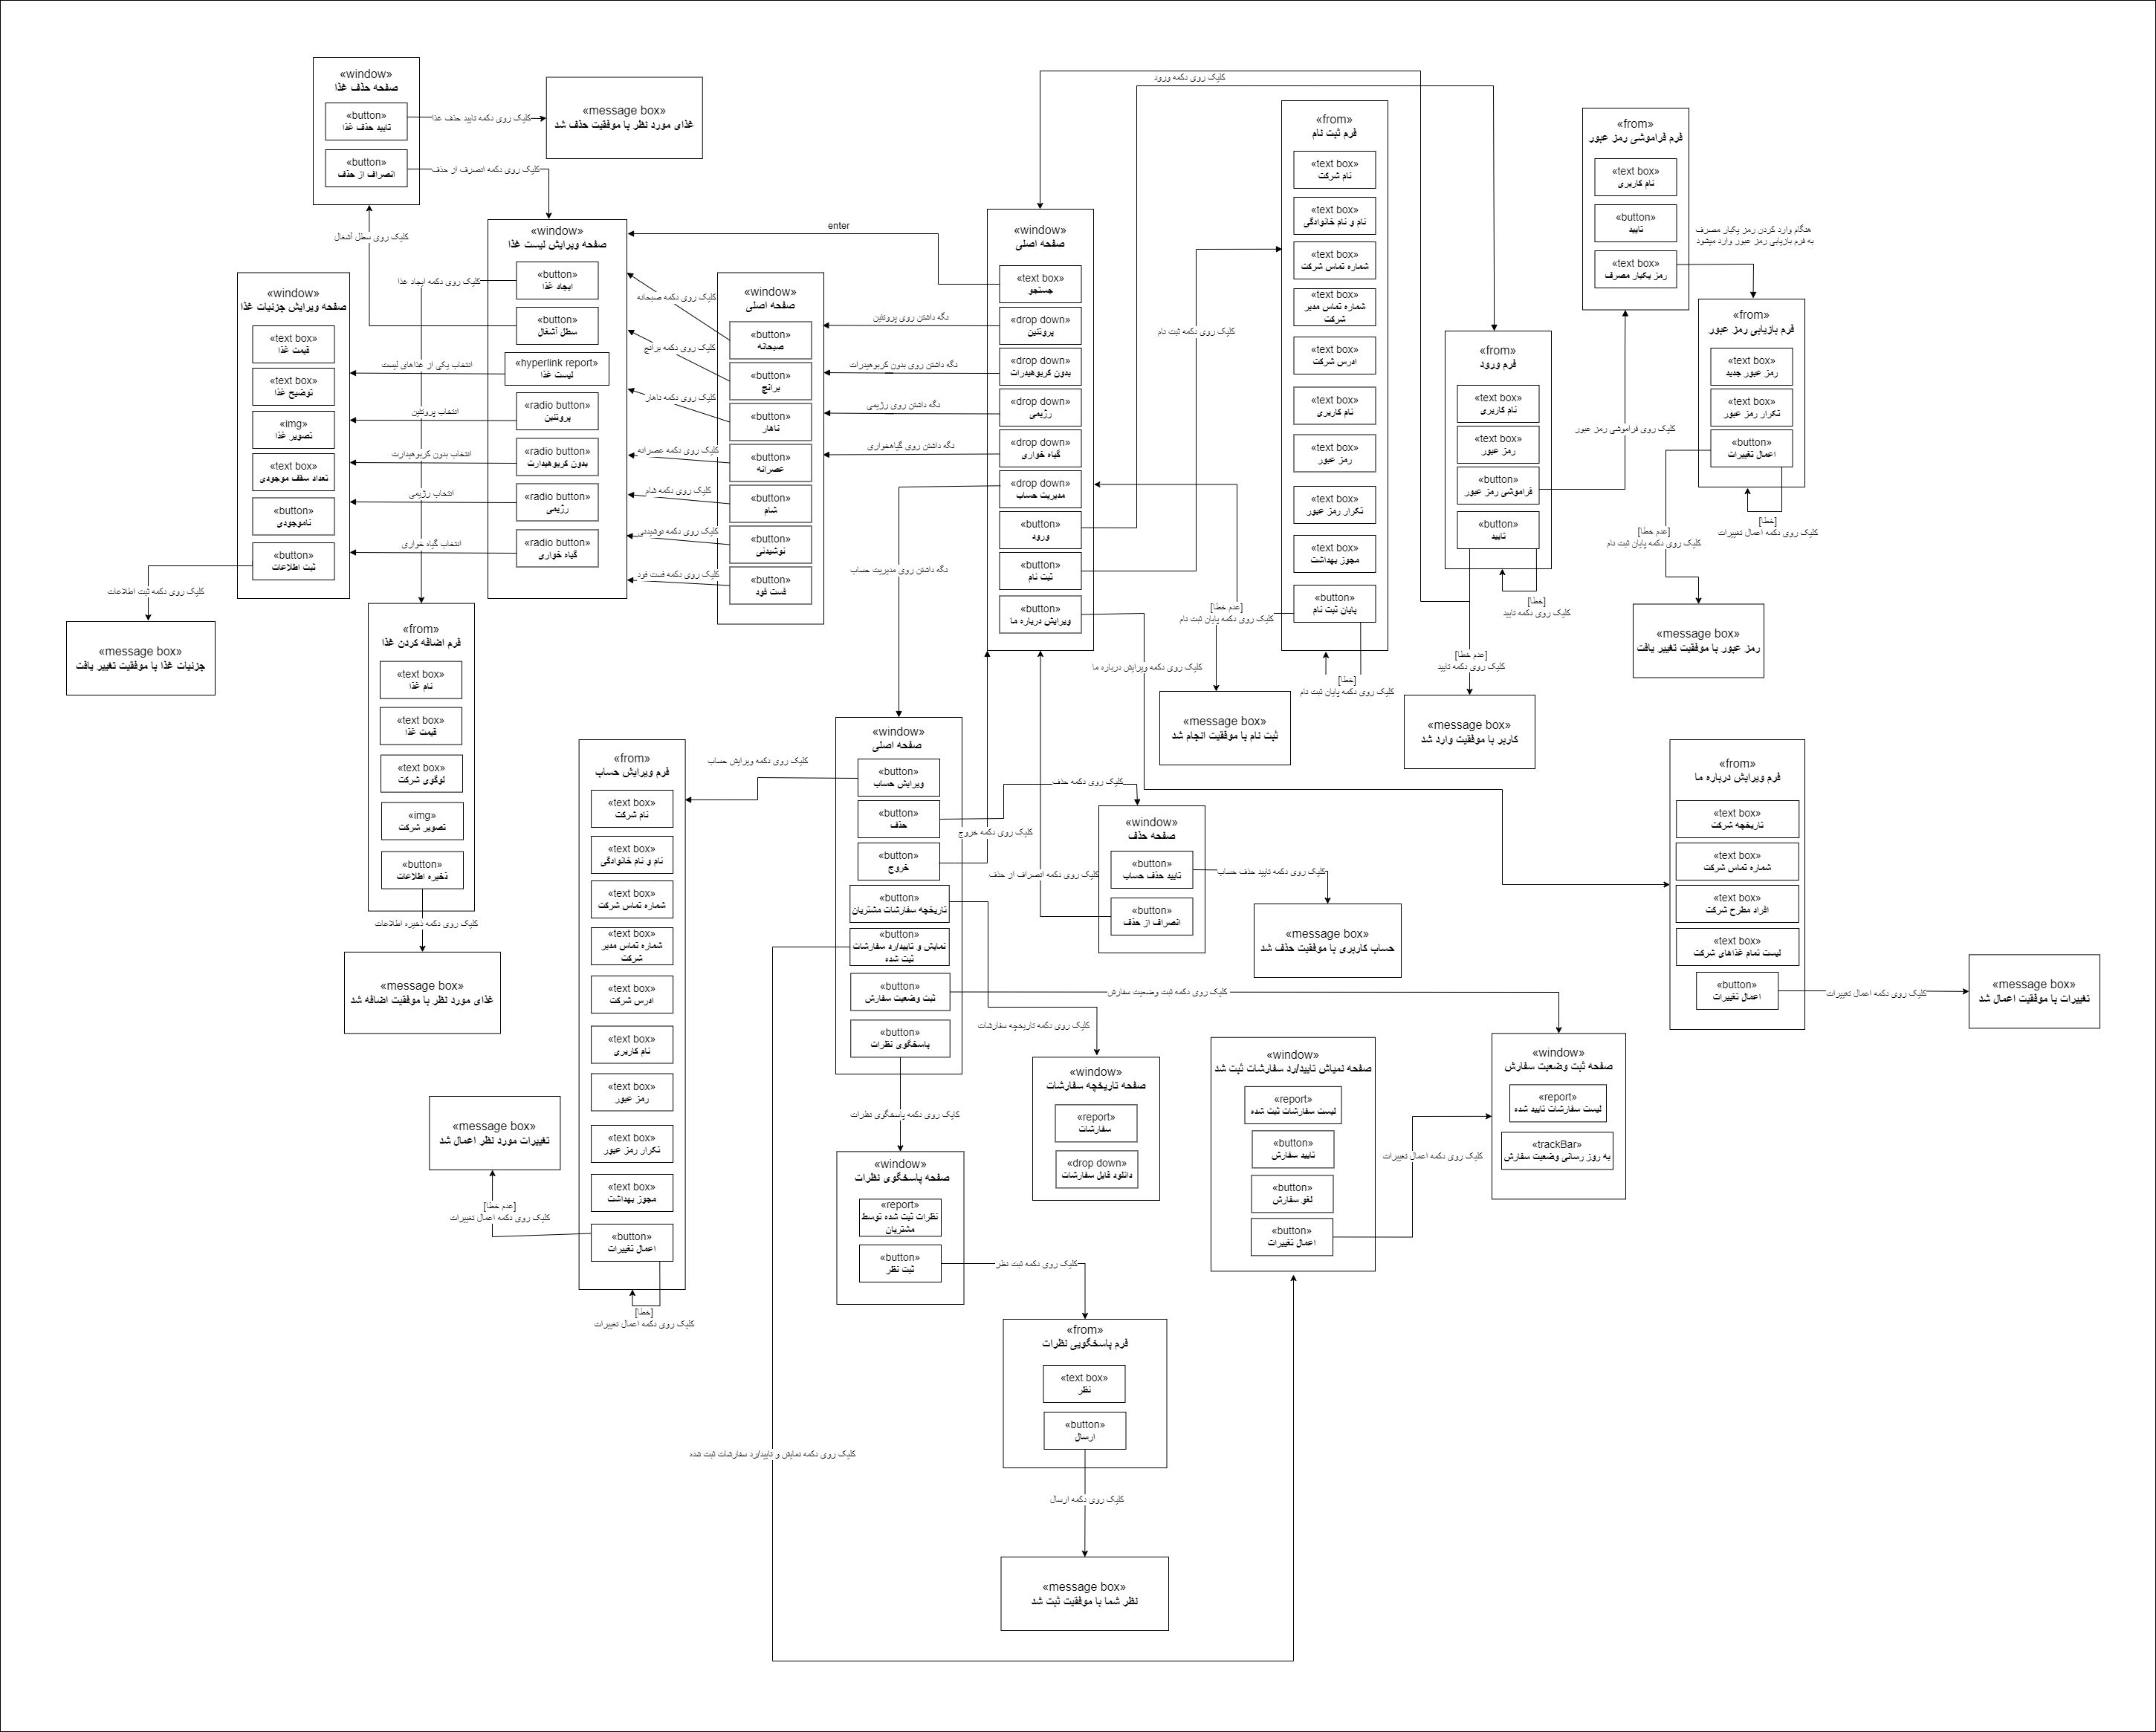 «window»
صفحه حذف غذا
«button»
تایید حذف غذا
«button»
انصراف از حذف
کلیک روی دکمه تایید حذف غذا
کلیک روی دکمه انصرف از حذف
«message box»
غذای مورد نظر با موفقیت حذف شد
کلیک روی سطل آشغال
«window»
صفحه ویرایش لیست غذا
«button»
ایجاد غذا
«button»
سطل آشغال
«hyperlink report»
لیست غذا
«radio button»
پروتئین
«radio button»
بدون کربوهیدارت
«radio button»
رژیمی
«radio button»
گیاه خواری
کلیک روی دکمه ایجاد غذا
انتخاب یکی از غذاهای لیست
انتخاب پروتئین
انتخاب بدون کربوهیدارت
انتخاب رژیمی
انتخاب گیاه خواری
«window»
صفحه ویرایش جزئیات غذا
«text box»
قیمت غذا
«text box»
توضیح غذا
«img»
تصویر غذا
«text box»
تعداد سقف موجودی
«button»
ناموجودی
«button»
ثبت اطلاعات
کلیک روی دکمه ثبت اطلاعات
«message box»
جزئیات غذا با موفقیت تغییر یافت
«from»
فرم اضافه کردن غذا
«text box»
نام غذا
«text box»
قیمت غذا
«text box»
لوگوی شرکت
«img»
تصویر شرکت
«button»
ذخیره اطلاعات
کلیک روی دکمه ذخیره اطلاعات
«message box»
غذای مورد نظر با موفقیت اضافه شد
«window»
صفحه اصلی
«button»
صبحانه
«button»
برانچ
«button»
ناهار
«button»
عصرانه
«button»
شام
«button»
نوشیدنی
«button»
فست فود
کلیک روی دکمه صبحانه
کلیک روی دکمه برانچ
کلیک روی دکمه ناهار
کلیک روی دکمه عصرانه
کلیک روی دکمه شام
کلیک روی دکمه نوشیدنی
کلیک روی دکمه فست فود
enter
نگه داشتن روی پروتئین
نگه داشتن روی بدون کربوهیدرات
نگه داشتن روی رژیمی
نگه داشتن روی گیاهخواری
«window»
صفحه اصلی
«text box»
جستجو
«drop down»
پروتئین
«drop down»
بدون کربوهیدرات
«drop down»
رژیمی
«drop down»
گیاه خواری
«drop down»
مدیریت حساب
«button»
ورود
«button»
ثبت نام
«button»
ویرایش درباره ما
کلیک روی دکمه ورود
کلیک روی دکمه ثبت نام
نگه داشتن روی مدیریت حساب
کلیک روی دکمه ویرایش درباره ما
«from»
فرم ثبت نام
«text box»
نام شرکت
«text box»
نام و نام خانوادگی
«text box»
شماره تماس شرکت
«text box»
شماره تماس مدیر
شرکت
«text box»
ادرس شرکت
«text box»
نام کاربری
«text box»
رمز عبور
«text box»
تکرار رمز عبور
«text box»
مجوز بهداشت
«button»
پایان ثبت نام
[عدم خطا]
کلیک روی دکمه پایان ثبت نام
[خطا]
کلیک روی دکمه پایان ثبت نام
«message box»
ثبت نام با موفقیت انجام شد
«from»
فرم ورود
«text box»
نام کاربری
«text box»
رمز عبور
«button»
فراموشی رمز عبور
«button»
تایید
[خطا]
کلیک روی دکمه تایید
[عدم خطا]
کلیک روی دکمه تایید
«message box»
کاربر با موفقیت وارد شد
کلیک روی فراموشی رمز عبور
«from»
فرم فراموشی رمز عبور
«text box»
نام کاربری
«button»
تایید
«text box»
رمز یکبار مصرف
هنگام وارد کردن رمز یکبار مصرف
به فرم بازیابی رمز عبور وارد میشود
«from»
فرم بازیابی رمز عبور
«text box»
رمز عبور جدید
«text box»
تکرار رمز عبور
«button»
اعمال تغییرات
[خطا]
کلیک روی دکمه اعمال تغییرات
[عدم خطا]
کلیک روی دکمه پایان ثبت نام
«message box»
رمز عبور با موفقیت تغییر یافت
«window»
صفحه اصلی
«button»
ویرایش حساب
«button»
حذف
«button»
خروج
«button»
تاریخچه سفارشات مشتریان
«button»
نمایش و تایید/رد سفارشات
ثبت شده
«button»
ثبت وضعیت سفارش
«button»
پاسخگوی نظرات
کلیک روی دکمه ویرایش حساب
کلیک روی دکمه حذف
کلیک روی دکمه خروج
کلیک روی دکمه انصراف از حذف
«from»
فرم ویرایش حساب
«text box»
نام شرکت
«text box»
نام و نام خانوادگی
«text box»
شماره تماس شرکت
«text box»
شماره تماس مدیر
شرکت
«text box»
ادرس شرکت
«text box»
نام کاربری
«text box»
رمز عبور
«text box»
تکرار رمز عبور
«text box»
مجوز بهداشت
«button»
اعمال تغییرات
[عدم خطا]
کلیک روی دکمه اعمال تغییرات
[خطا]
کلیک روی دکمه اعمال تغییرات
«message box»
تغییرات مورد نظر اعمال شد
«window»
صفحه حذف
«button»
تایید حذف حساب
«button»
انصراف از حذف
کلیک روی دکمه تایید حذف حساب
«message box»
حساب کاربری با موفقیت حذف شد
«from»
فرم ویرایش درباره ما
«text box»
تاریخچه شرکت
«text box»
شماره تماس شرکت
«text box»
افراد مطرح شرکت
«text box»
لیست تمام غذاهای شرکت
«button»
اعمال تغییرات
کلیک روی دکمه اعمال تغییرات
«message box»
تغییرات با موفقیت اعمال شد
کلیک روی دکمه ثبت وضعیت سفارش
کلیک روی دکمه تاریخچه سفارشات
«window»
صفحه تاریخچه سفارشات
«report»
سفارشات
«drop down»
دانلود فایل سفارشات
«window»
صفحه نمیاش تایید/رد سفارشات ثبت شد
«report»
لیست سفارشات ثبت شده
«button»
تایید سفارش
«button»
لغو سفارش
«button»
اعمال تغییرات
کلیک روی دکمه اعمال تغییرات
«window»
صفحه ثبت وضعیت سفارش
«report»
لیست سفارشات تایید شده
«trackBar»
به روز رسانی وضعیت سفارش
کلیک روی دکمه پاسخگوی نظرات
«window»
صفحه پاسخگوی نظرات
«report»
نظرات ثبت شده توسط
مشتریان
«button»
ثبت نظر
کلیک روی دکمه ثبت نظر
«from»
فرم پاسخگویی نظرات
«text box»
نظر
«button»
ارسال
کلیک روی دکمه نمایش و تایید/رد سفارشات ثبت شده
کلیک روی دکمه ارسال
«message box»
نظر شما با موفقیت ثبت شد